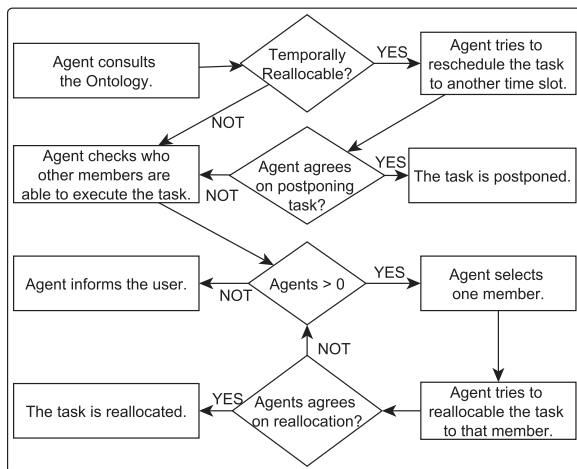 Agent consults
the Ontology.
Temporally
Reallocable?
YES
Agent tries to
reschedule the task
to another time slot.
NOT
Agent checks who
other members are
able to execute the task.
NOT
Agent agrees
on postponing
task?
YES
The task is postponed.
Agent informs the user.
NOT
Agents > 0
YES
Agent selects
one member.
NOT
The task is reallocated.
YES
Agents agrees
on reallocation?
Agent tries to
reallocable the task
to that member.